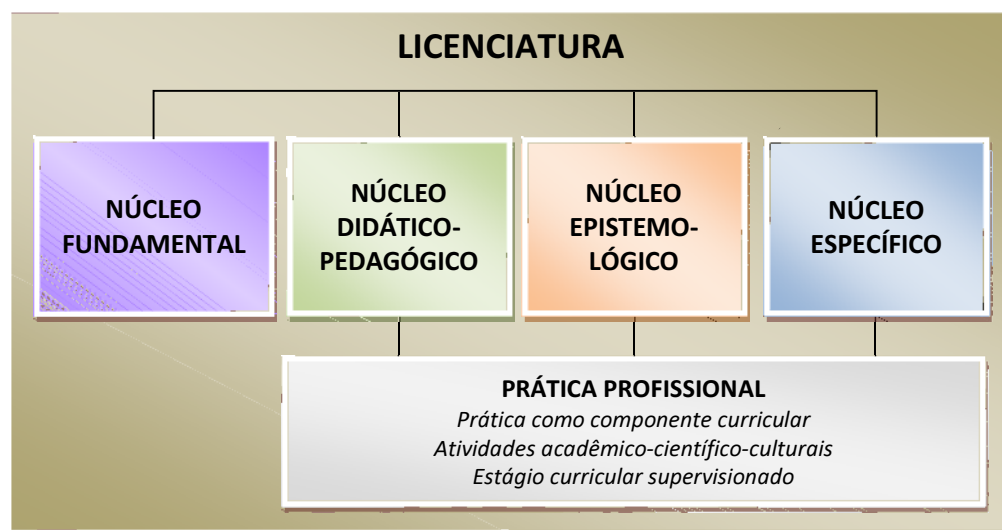 LICENCIATURA
NÚCLEO
FUNDAMENTAL
NÚCLEO
DIDÁTICO-
PEDAGÓGICO
NÚCLEO
EPISTEMO-
LÓGICO
NÚCLEO
ESPECÍFICO
PRÁTICA PROFISSIONAL
Prática como componente curricular
Atividades acadêmico-científico-culturais
Estágio curricular supervisionado